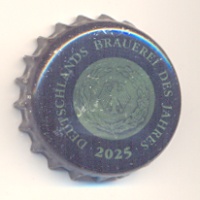 DEUTSCHLANDS BRAUEREI DES JAHRES
· 2025 ·